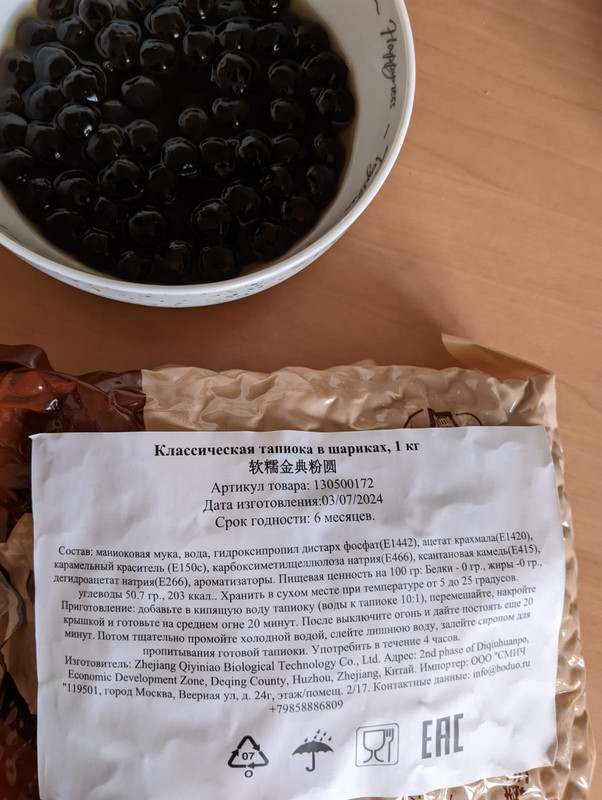 Happyness
Классическая тапиока в шариках, 1 кг
软糯金典粉圆
Артикул товара: 130500172
Дата изготовления:03/07/2024
Срок годности: 6 месяцев.
Состав: маниоковая мука, вода, гидроксипропил дистарх фосфат(E1442), ацетат крахмала(E1420),
карамельный краситель (E150c), карбоксиметилцеллюлоза натрия(E466), ксантановая камедь(E415),
дегидроацетат натрия(E266), ароматизаторы. Пищевая ценность на 100 гр: Белки - 0 гр., жиры -0 гр.,
углеводы 50.7 гр., 203 ккал.. Хранить в сухом месте при температуре от 5 до 25 градусов.
Приготовление: добавьте в кипящую воду тапиоку (воды к тапиоке 10:1), перемешайте, накройте
крышкой и готовьте на среднем огне 20 минут. После выключите огонь и дайте постоять еще 20
минут. Потом тщательно промойте холодной водой, слейте лишнюю воду, залейте сиропом для
пропитывания готовой тапиоки. Употребить в течение 4 часов.
Изготовитель: Zhejiang Qiyiniao Biological Technology Co., Ltd. Адрес: 2nd phase of Diqiuhuanpo,
Economic Development Zone, Deqing County, Huzhou, Zhejiang, Китай. Импортер: ООО "СМИЧ
"119501, город Москва, Веерная ул, д. 24г, этаж/помещ. 2/17. Контактные данные: info@boduo.ru
+79858886809
07
EAC